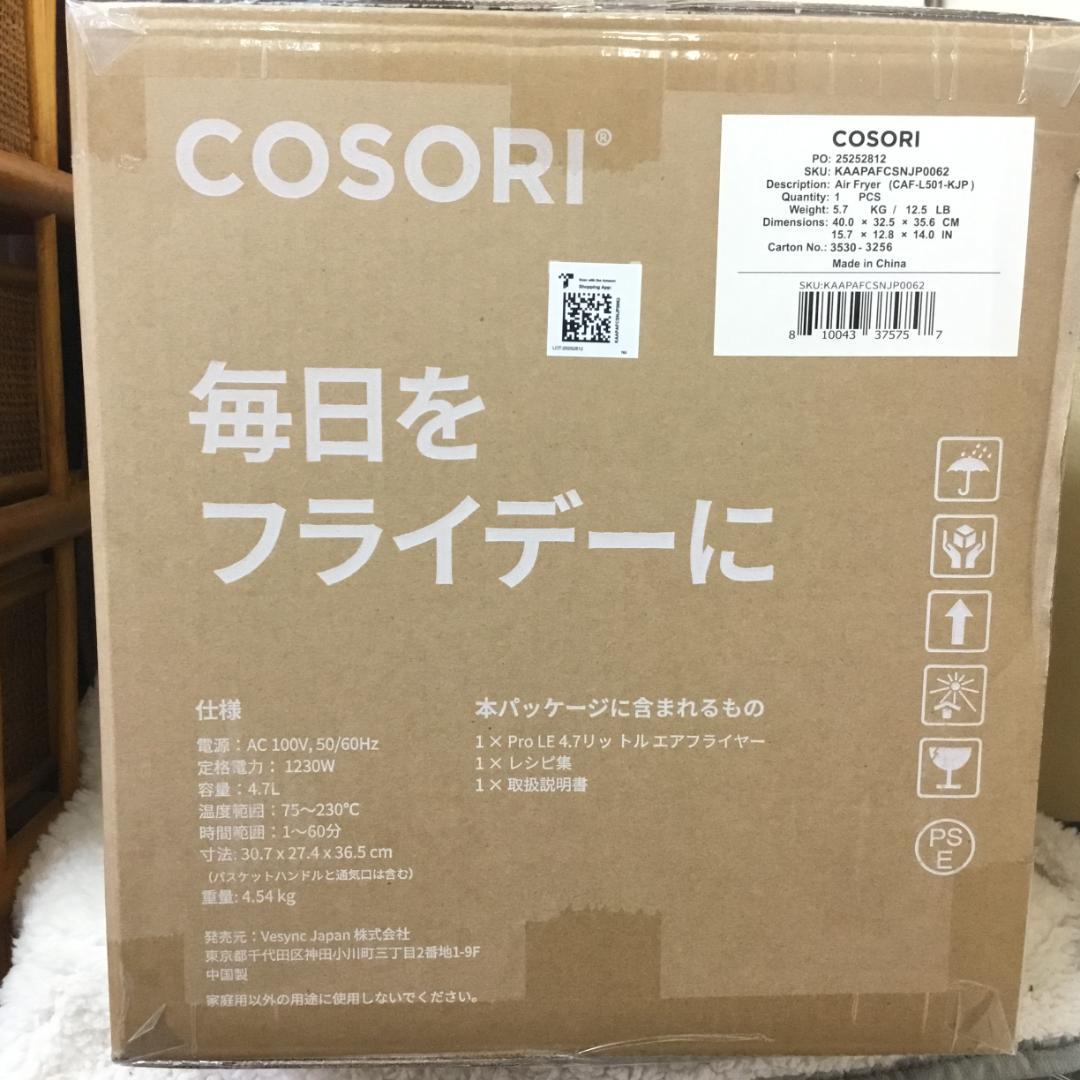 COSORI®
COSORI
PO: 25252812
SKU: KAAPAFCSNJP0062
Description: Air Fryer (CAF-L501-KJP)
Quantity: 1 PCS
Weight: 5.7 KG / 12.5 LB
Dimensions: 40.0 × 32.5 × 35.6 CM
15.7 × 12.8 × 14.0 IN
Carton No.: 3530 - 3256
Made in China
SKU:KAAPAFCSNJP0062
8 10043 37575 7
Shopping App
KAAPAFCSNJP0062
LOT:25252812
毎日を
フライデーに
仕様
電源：AC 100V, 50/60Hz
定格電力： 1230W
容量：4.7L
温度範囲：75～230℃
時間範囲：1～60分
寸法: 30.7 x 27.4 x 36.5 cm
（バスケットハンドルと通気口は含む）
重量: 4.54 kg
発売元：Vesync Japan 株式会社
東京都千代田区神田小川町三丁目2番地1-9F
中国製
家庭用以外の用途に使用しないでください。
本パッケージに含まれるもの
1 × Pro LE 4.7リットル エアフライヤー
1 × レシピ集
1 × 取扱説明書
PS
E